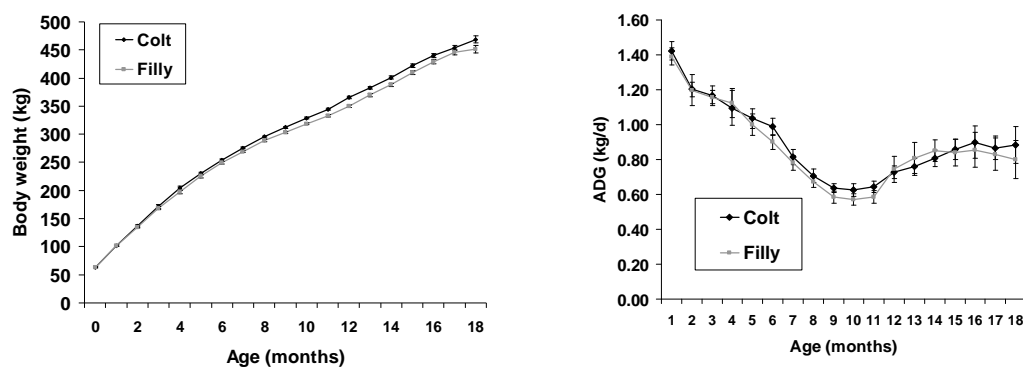 500
450
400
350
300
250
200
150
100
50
0
Body weight (kg)
Colt
Filly
0 2 4 6 8 10 12 14 16 18
Age (months)
1.60
1.40
1.20
1.00
0.80
0.60
0.40
0.20
0.00
ADG (kg/d)
Colt
Filly
1 2 3 4 5 6 7 8 9 10 11 12 13 14 15 16 17 18
Age (months)